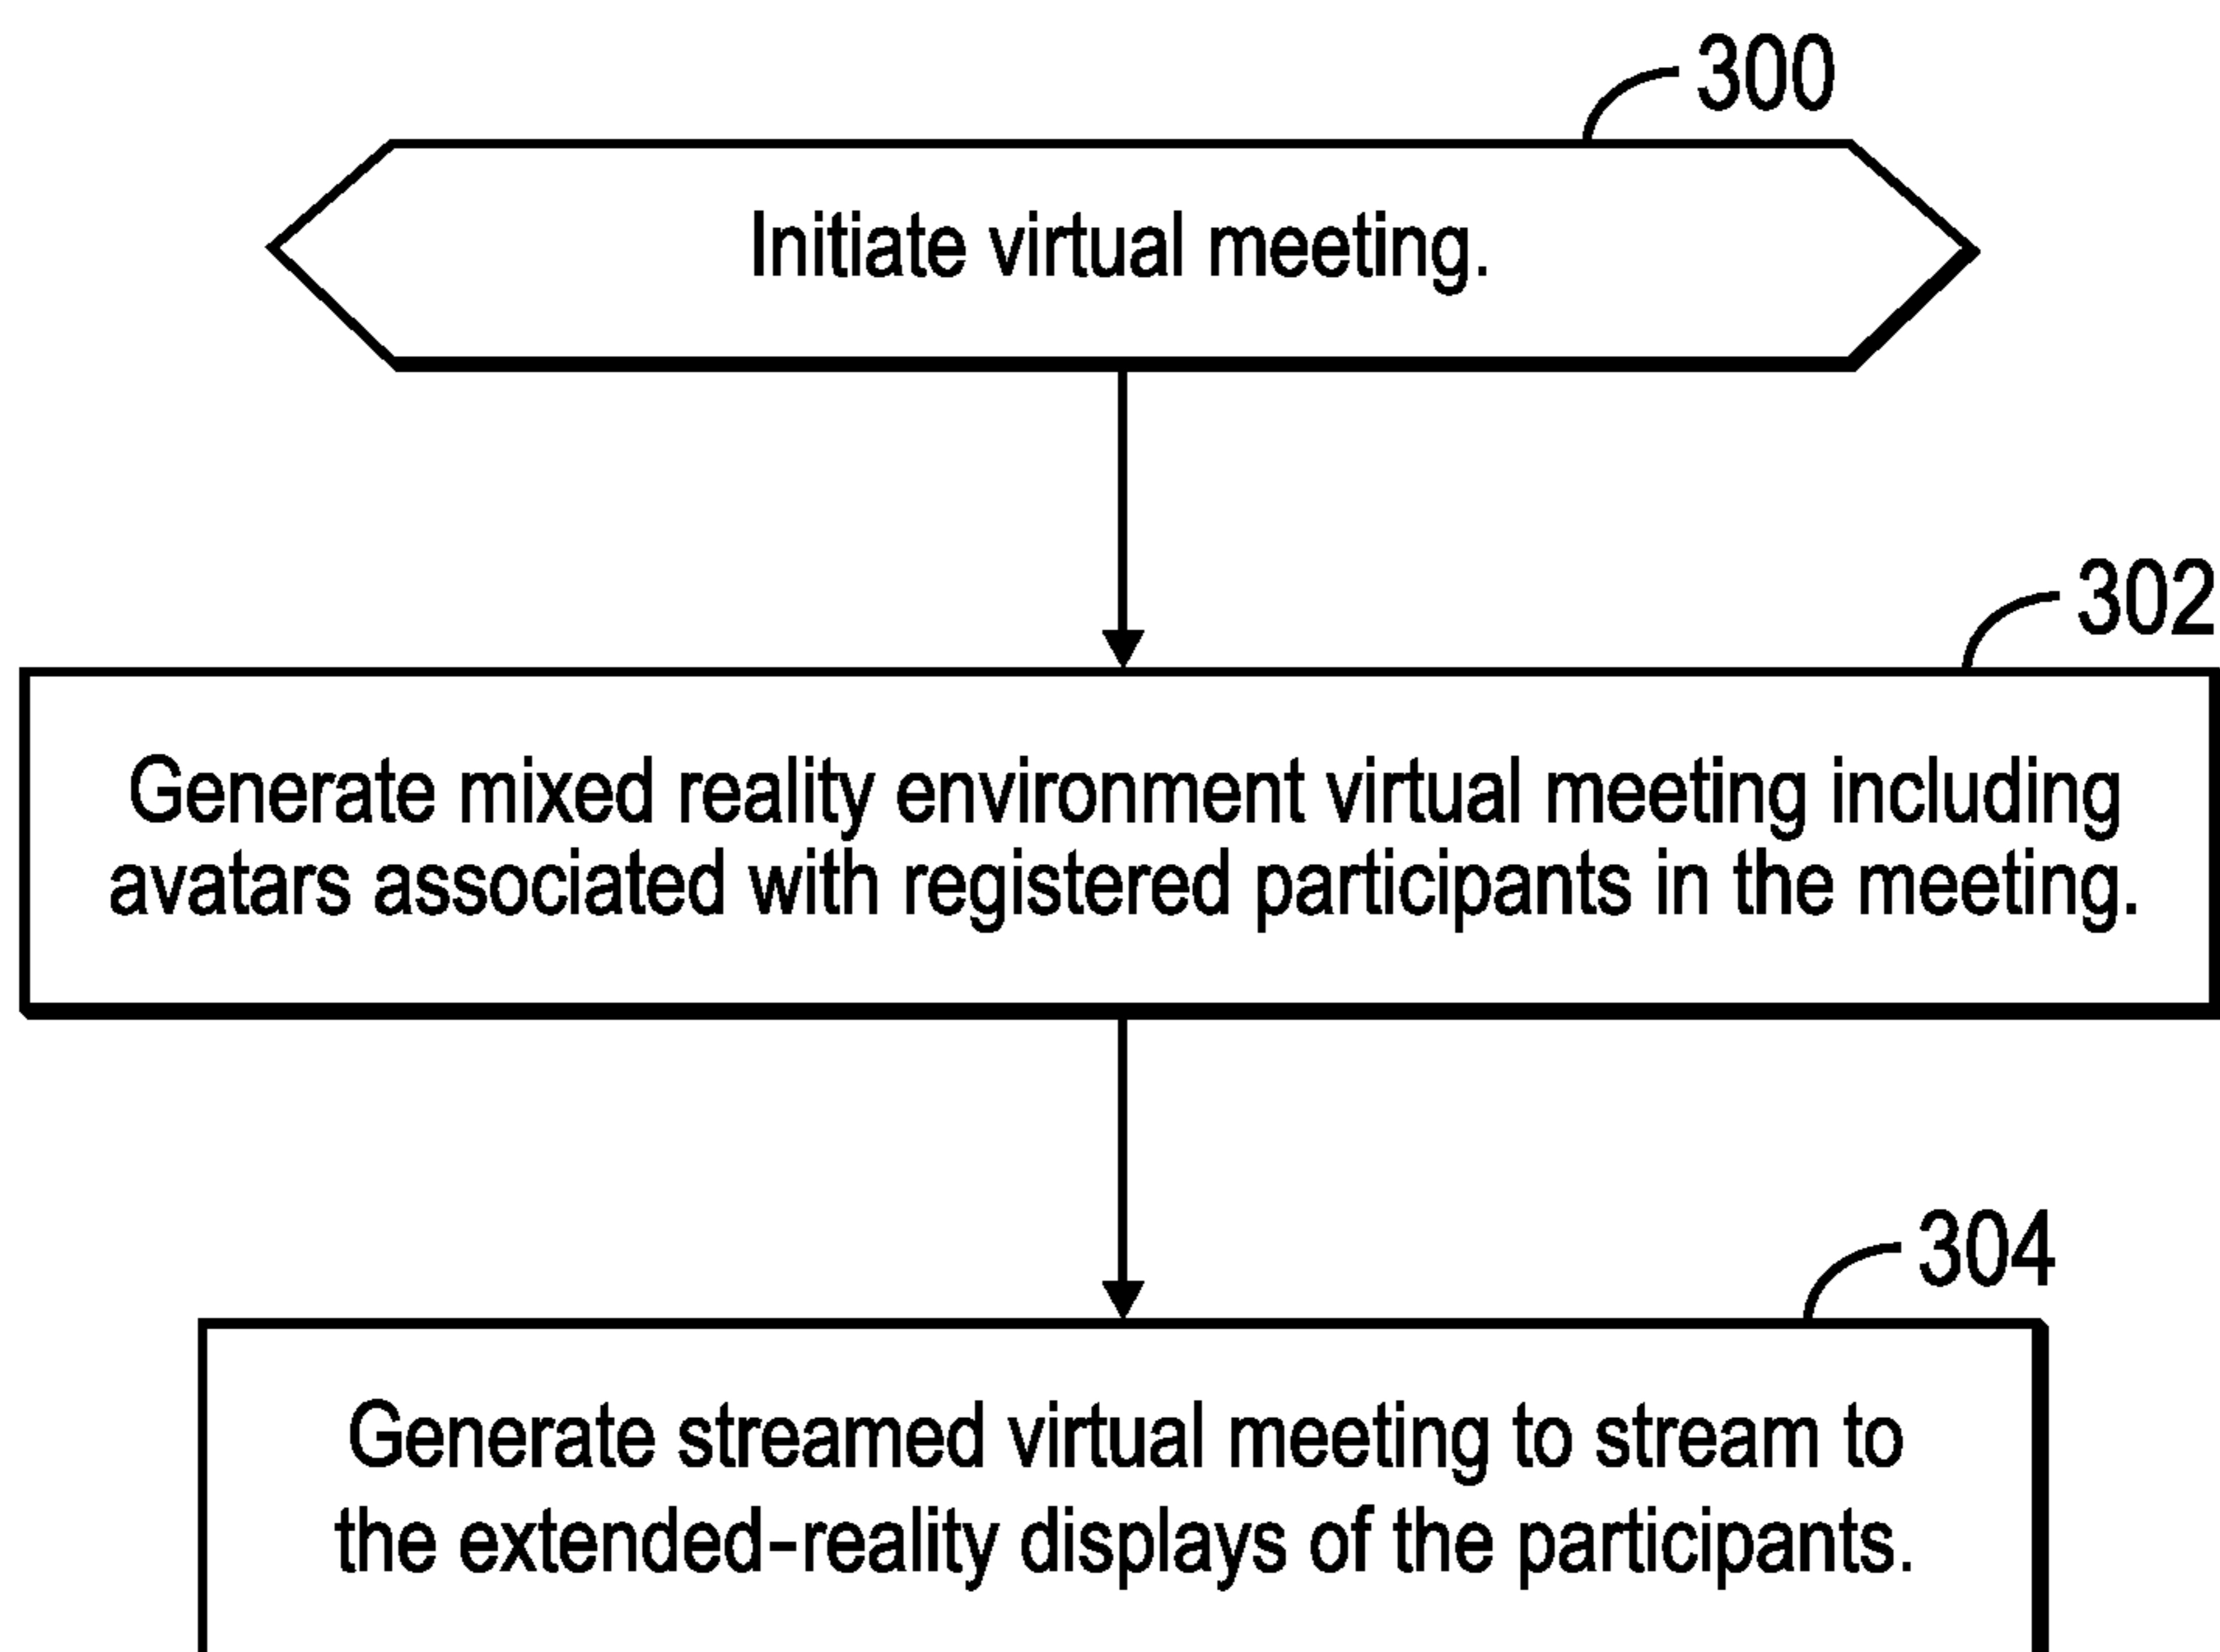 300
Initiate virtual meeting.
302
Generate mixed reality environment virtual meeting including
avatars associated with registered participants in the meeting.
304
Generate streamed virtual meeting to stream to
the extended-reality displays of the participants.